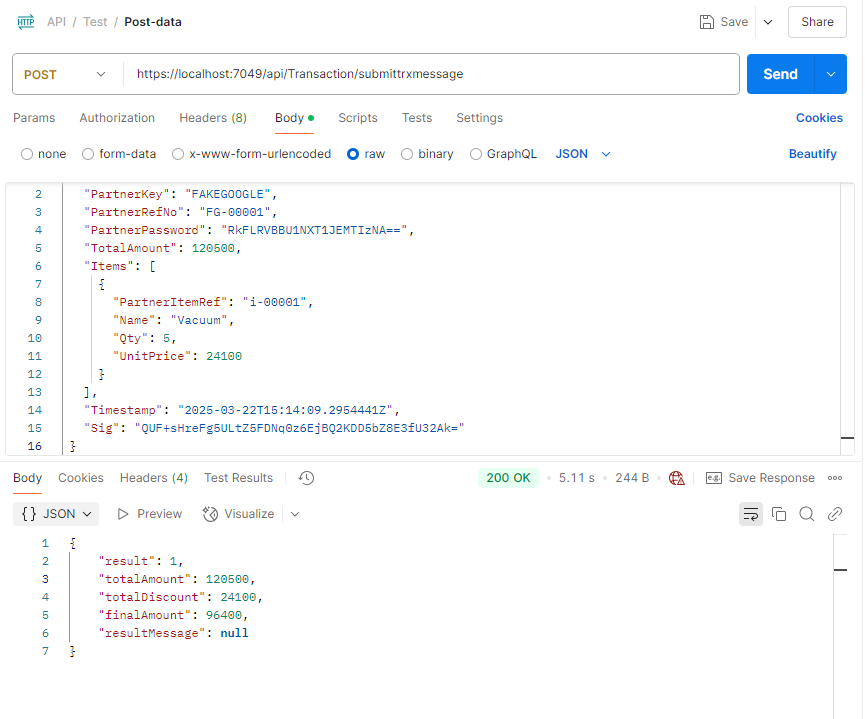 HTTP API / Test / Post-data Save Share
POST https://localhost:7049/api/Transaction/submittrxmessage Send
Params Authorization Headers (8) Body Scripts Tests Settings Cookies
none form-data x-www-form-urlencoded raw binary GraphQL JSON Beautify
2 "PartnerKey": "FAKEGOOGLE",
3 "PartnerRefNo": "FG-00001",
4 "PartnerPassword": "RkFLRVBBU1NXT1JEMTIzNA==",
5 "TotalAmount": 120500,
6 "Items": [
7 {
8 "PartnerItemRef": "i-00001",
9 "Name": "Vacuum",
10 "Qty": 5,
11 "UnitPrice": 24100
12 }
13 ],
14 "Timestamp": "2025-03-22T15:14:09.2954441Z",
15 "Sig": "QUF+sHreFg5ULtZ5FDNq0z6EjBQ2KDD5bZ8E3fU32Ak="
16 }
Body Cookies Headers (4) Test Results 200 OK • 5.11 s • 244 B • e.g. Save Response
{} JSON Preview Visualize
1 {
2 "result": 1,
3 "totalAmount": 120500,
4 "totalDiscount": 24100,
5 "finalAmount": 96400,
6 "resultMessage": null
7 }